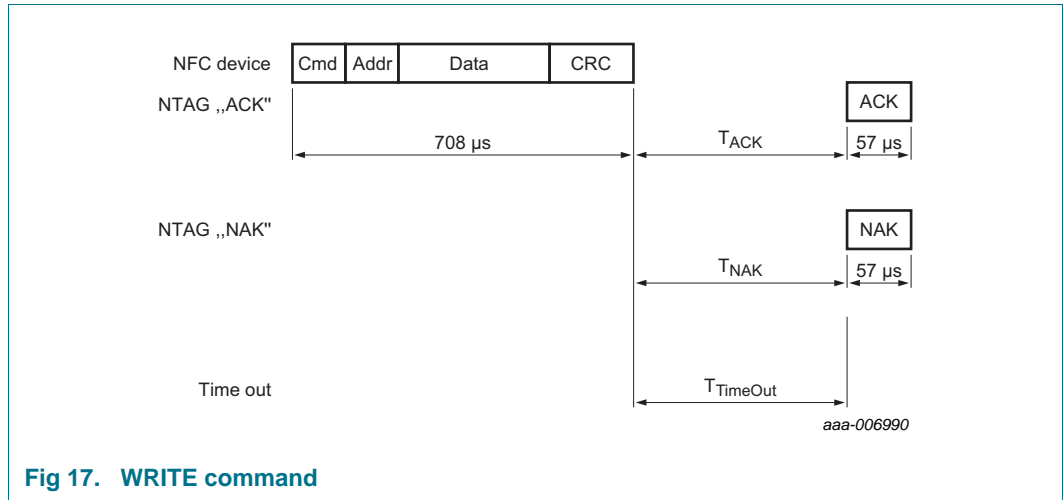 NFC device Cmd Addr Data CRC
NTAG ,,ACK" ACK
708 µs TACK 57 µs
NTAG ,,NAK" NAK
TNAK 57 µs
Time out TTimeOut
aaa-006990
Fig 17. WRITE command